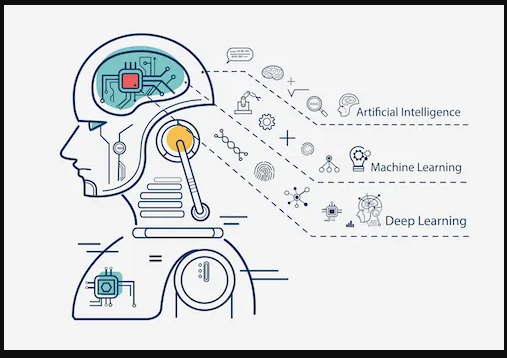 Artificial Intelligence
Machine Learning
Deep Learning